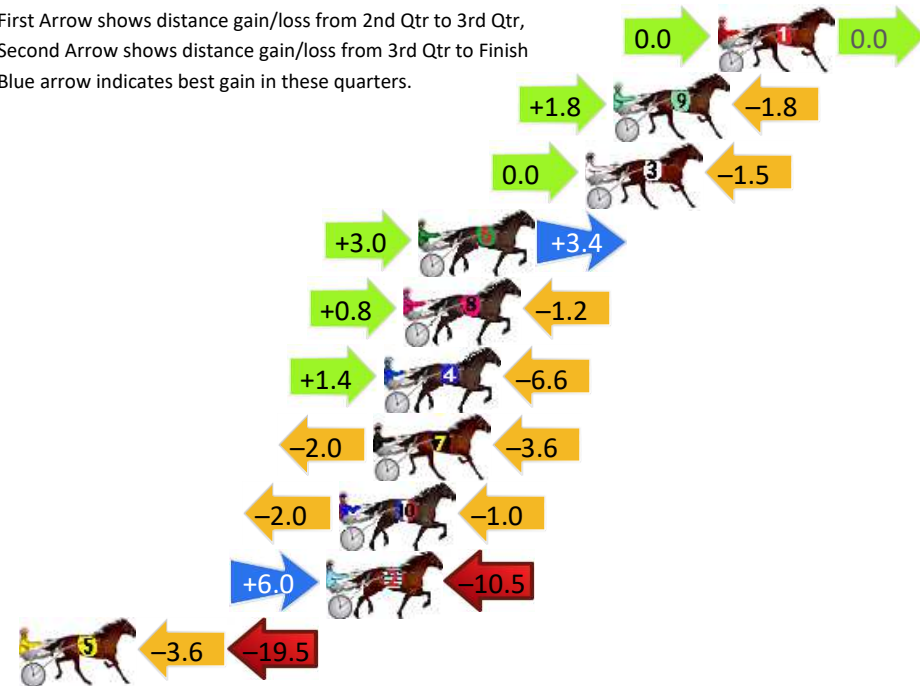 First Arrow shows distance gain/loss from 2nd Qtr to 3rd Qtr,
Second Arrow shows distance gain/loss from 3rd Qtr to Finish
Blue arrow indicates best gain in these quarters.
0.0 1 0.0
+1.8 9 –1.8
0.0 3 –1.5
+3.0 6 +3.4
+0.8 8 –1.2
+1.4 4 –6.6
–2.0 7 –3.6
–2.0 10 –1.0
+6.0 2 –10.5
5 –3.6 –19.5